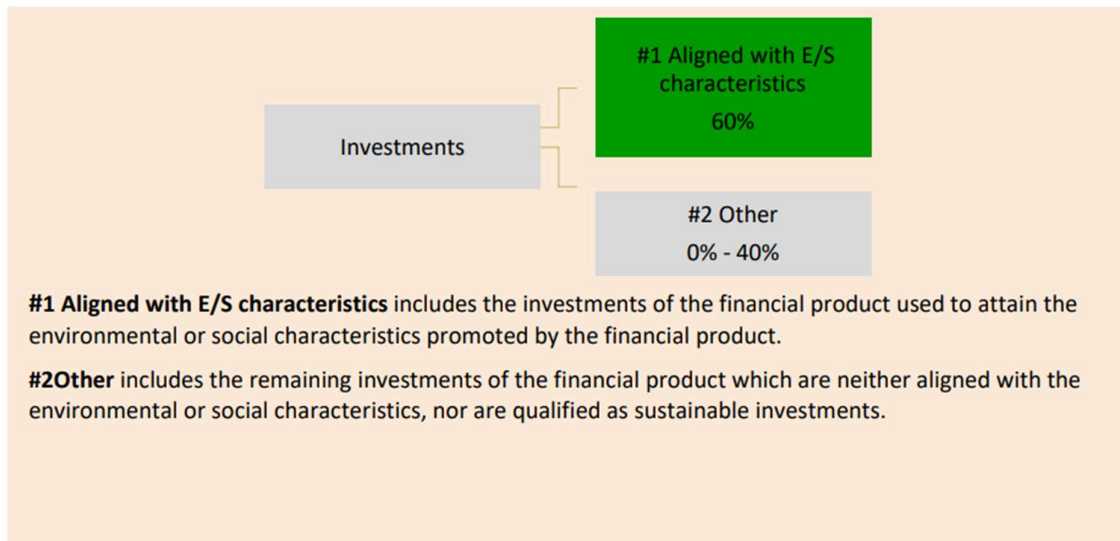 #1 Aligned with E/S
characteristics
60%
Investments
#2 Other
0% - 40%
#1 Aligned with E/S characteristics includes the investments of the financial product used to attain the
environmental or social characteristics promoted by the financial product.
#2Other includes the remaining investments of the financial product which are neither aligned with the
environmental or social characteristics, nor are qualified as sustainable investments.